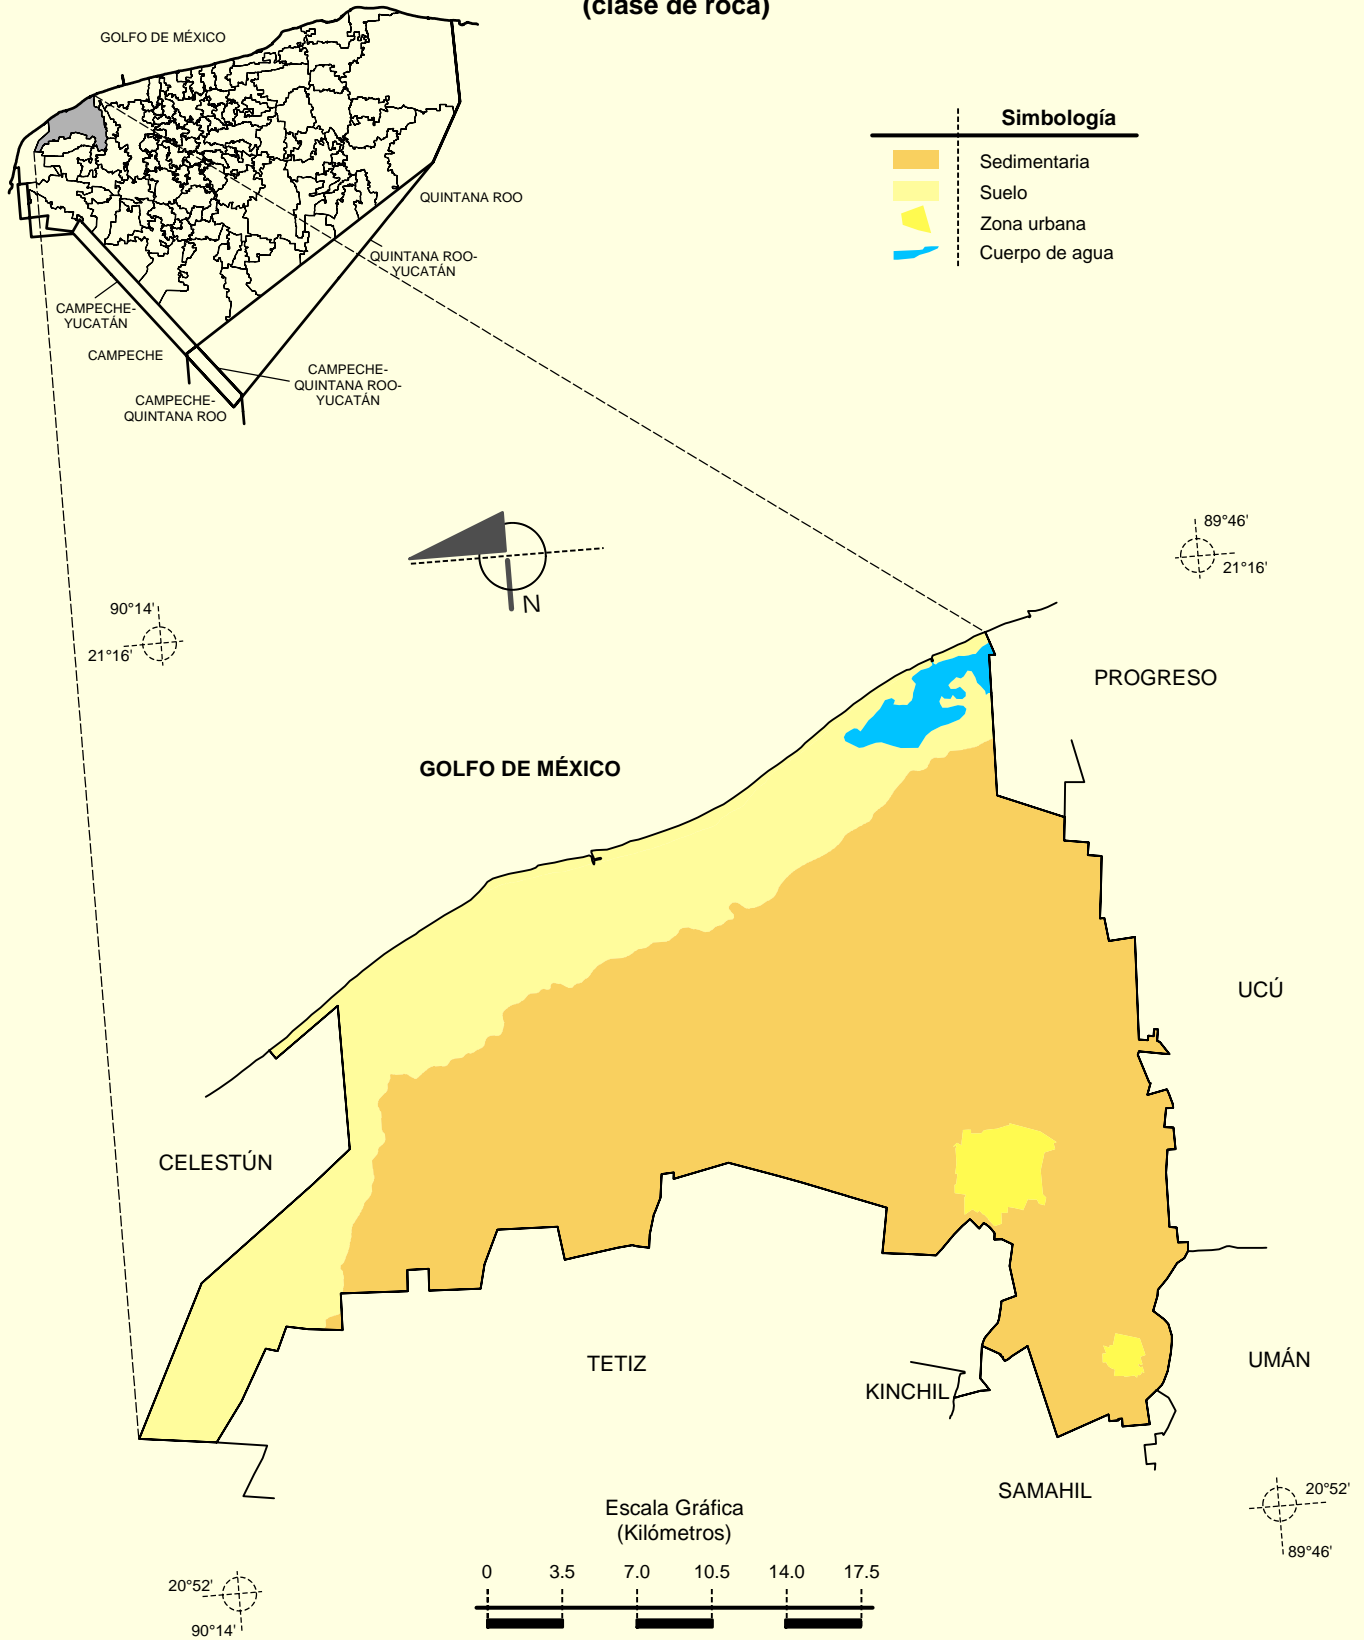 (clase de roca)
GOLFO DE MÉXICO
QUINTANA ROO
QUINTANA ROO-
YUCATÁN
CAMPECHE-
YUCATÁN
CAMPECHE
CAMPECHE-
QUINTANA ROO-
YUCATÁN
CAMPECHE-
QUINTANA ROO
Simbología
Sedimentaria
Suelo
Zona urbana
Cuerpo de agua
N
89°46'
21°16'
90°14'
21°16'
PROGRESO
GOLFO DE MÉXICO
UCÚ
CELESTÚN
TETIZ
KINCHIL
UMÁN
SAMAHIL
20°52'
89°46'
Escala Gráfica
(Kilómetros)
0 3.5 7.0 10.5 14.0 17.5
20°52'
90°14'